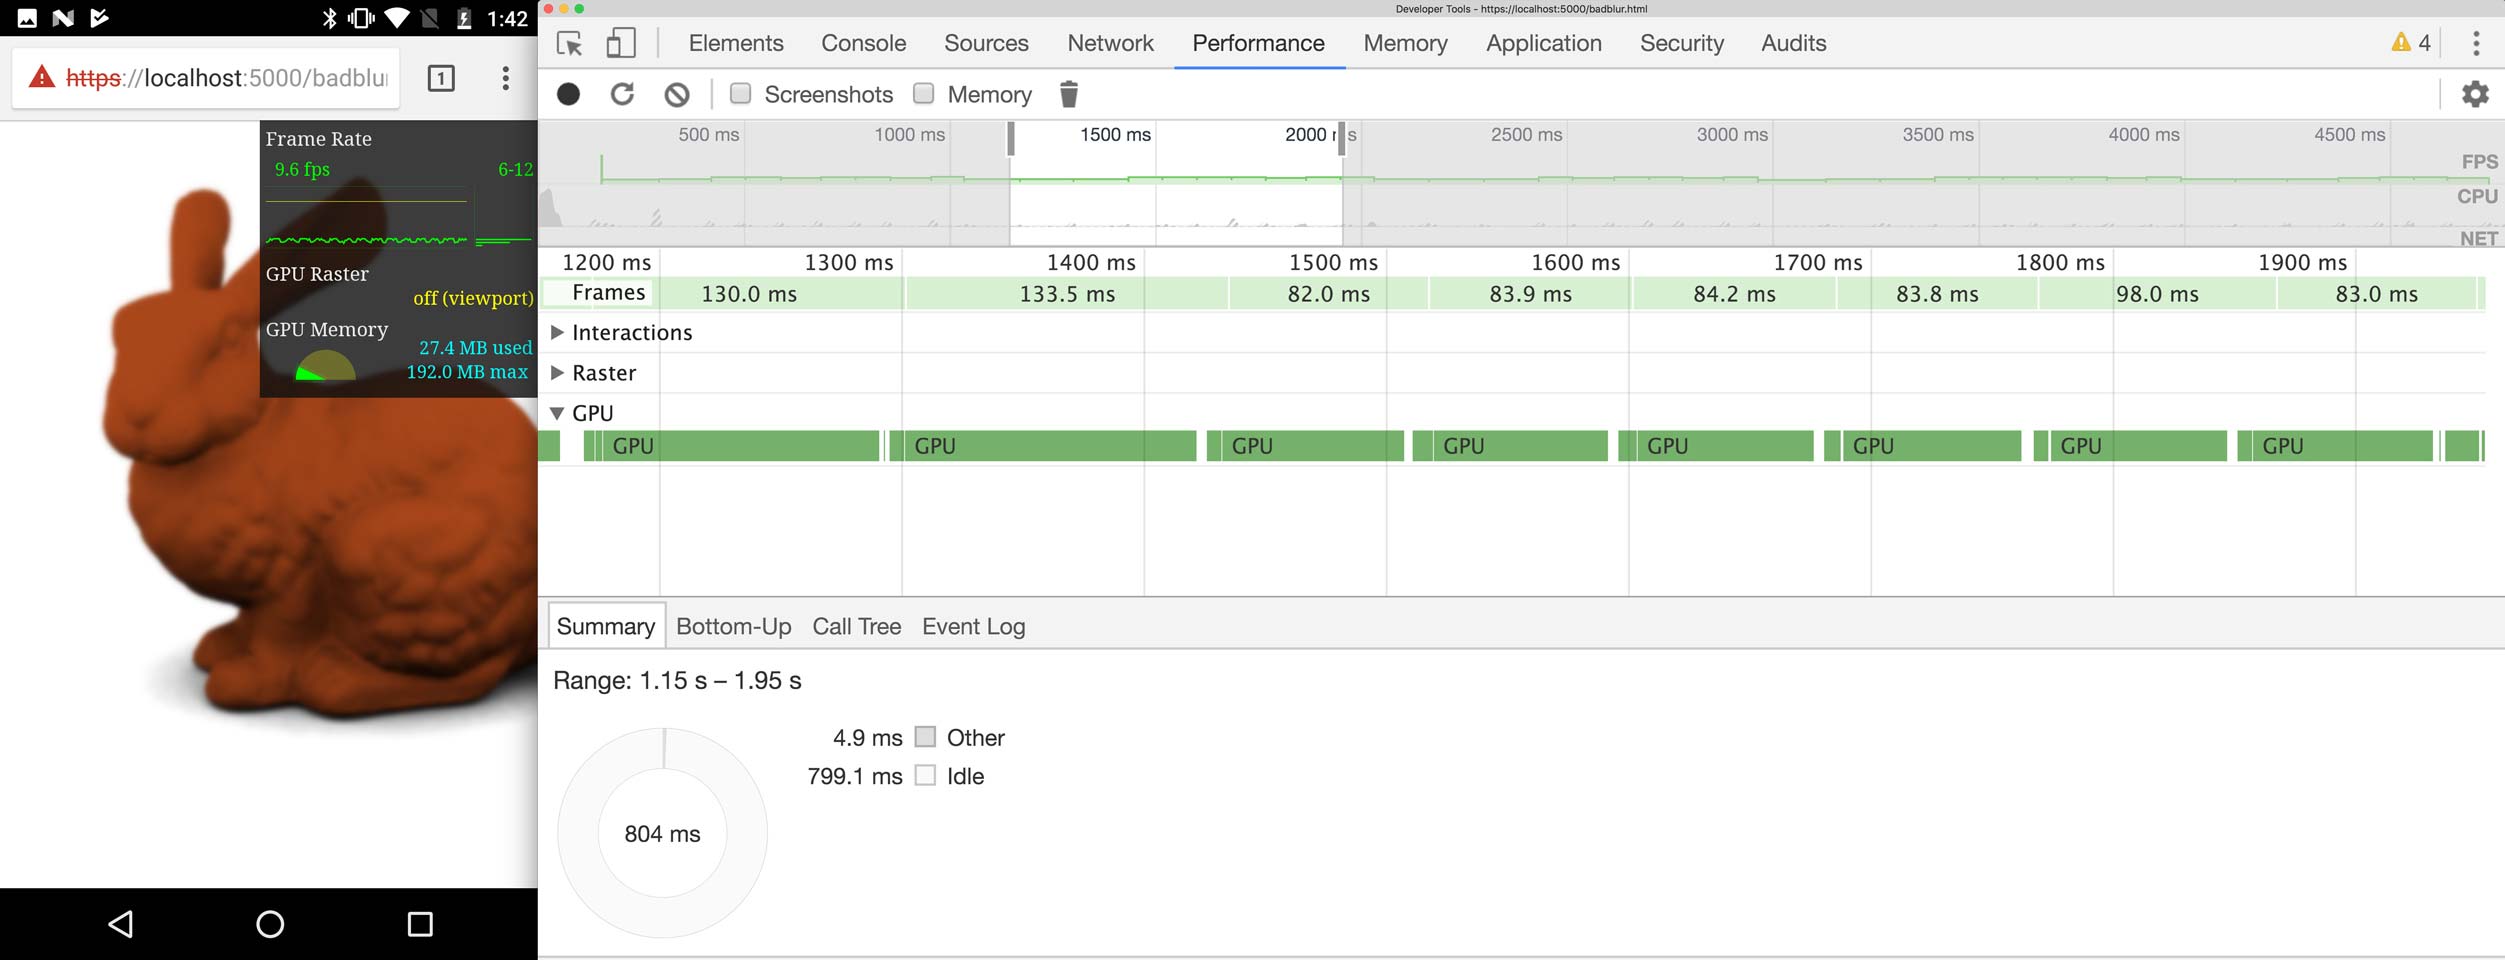 1:42
https://localhost:5000/badblur
1
Frame Rate
9.6 fps 6-12
GPU Raster
off (viewport)
GPU Memory
27.4 MB used
192.0 MB max
Developer Tools - https://localhost:5000/badblur.html
Elements Console Sources Network Performance Memory Application Security Audits 4
Screenshots Memory
500 ms 1000 ms 1500 ms 2000 ms 2500 ms 3000 ms 3500 ms 4000 ms 4500 ms
FPS
CPU
NET
1200 ms 1300 ms 1400 ms 1500 ms 1600 ms 1700 ms 1800 ms 1900 ms
Frames 130.0 ms 133.5 ms 82.0 ms 83.9 ms 84.2 ms 83.8 ms 98.0 ms 83.0 ms
Interactions
Raster
GPU
GPU GPU GPU GPU GPU GPU GPU GPU
Summary Bottom-Up Call Tree Event Log
Range: 1.15 s – 1.95 s
4.9 ms Other
799.1 ms Idle
804 ms